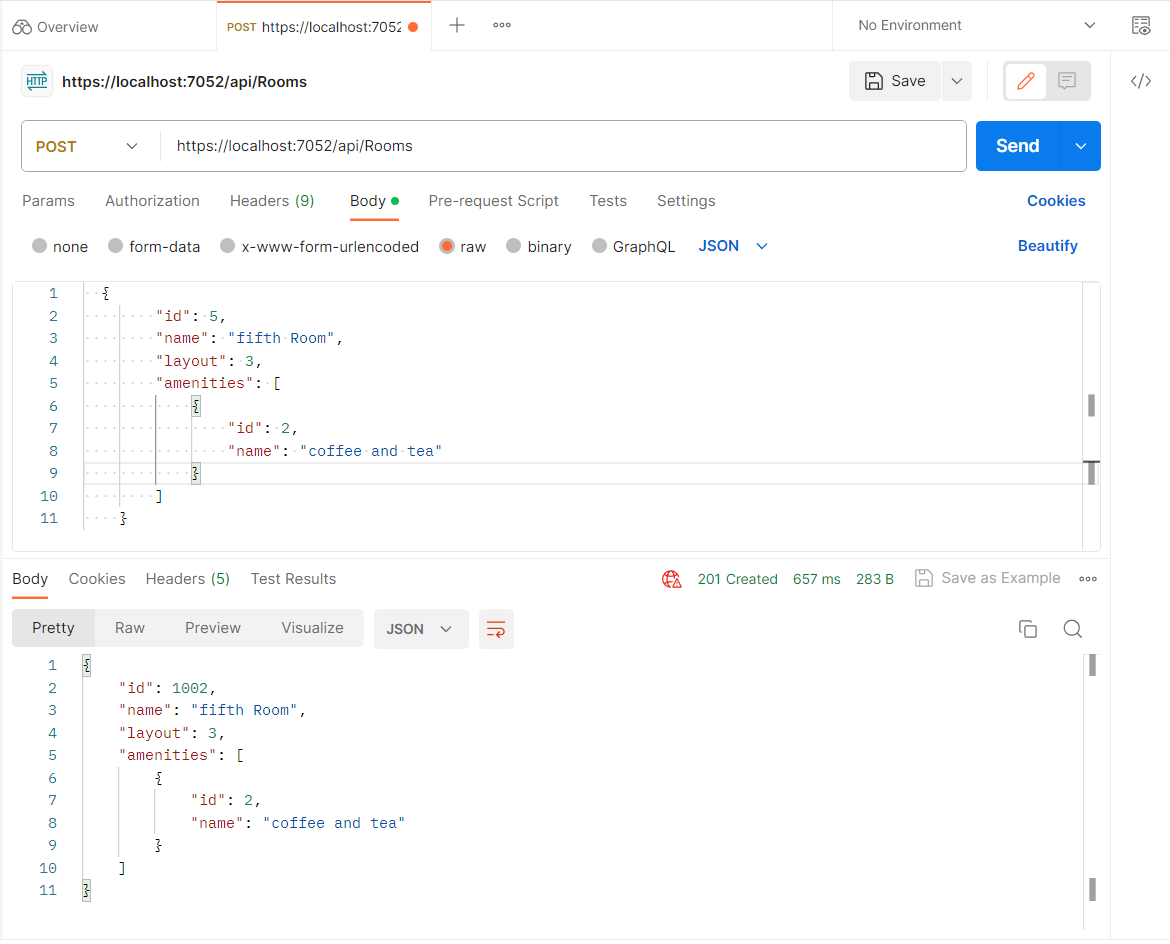 Overview
POST https://localhost:7052
No Environment
HTTP https://localhost:7052/api/Rooms
Save
POST https://localhost:7052/api/Rooms
Send
Params Authorization Headers (9) Body Pre-request Script Tests Settings Cookies
none form-data x-www-form-urlencoded raw binary GraphQL JSON Beautify
1 {
2 "id": 5,
3 "name": "fifth Room",
4 "layout": 3,
5 "amenities": [
6 {
7 "id": 2,
8 "name": "coffee and tea"
9 }
10 ]
11 }
Body Cookies Headers (5) Test Results 201 Created 657 ms 283 B Save as Example
Pretty Raw Preview Visualize JSON
1 {
2 "id": 1002,
3 "name": "fifth Room",
4 "layout": 3,
5 "amenities": [
6 {
7 "id": 2,
8 "name": "coffee and tea"
9 }
10 ]
11 }